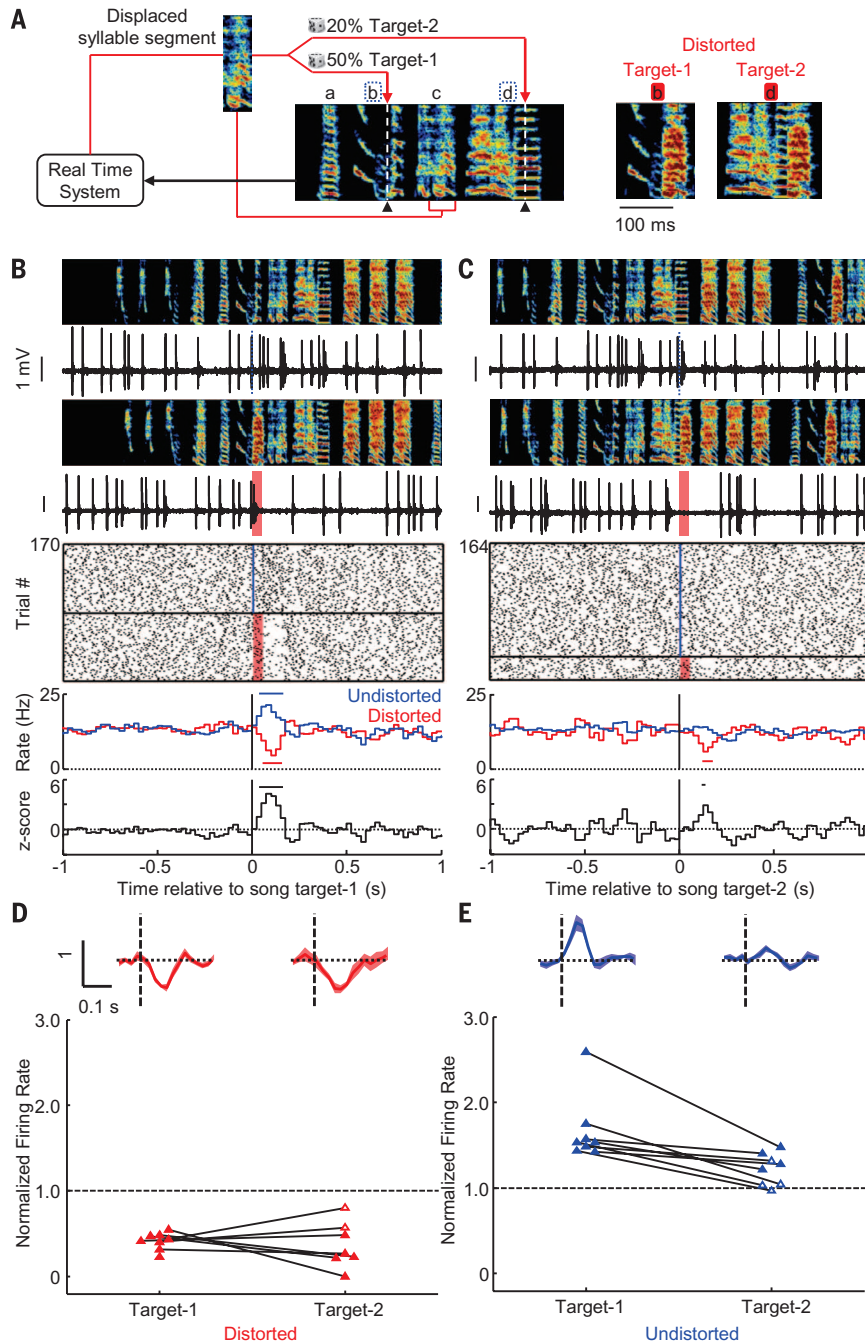 A
Displaced
syllable segment
20% Target-2
50% Target-1
a b c d
Real Time
System
Distorted
Target-1 Target-2
b d
100 ms
B
C
1 mV
170
164
Trial #
25
Rate (Hz)
0
Undistorted
Distorted
25
0
6
z-score
0
6
0
-1 -0.5 0 0.5 1
Time relative to song target-1 (s)
-1 -0.5 0 0.5
Time relative to song target-2 (s)
D
1
0.1 s
3.0
2.0
1.0
0
Normalized Firing Rate
Target-1 Target-2
Distorted
E
3.0
2.0
1.0
0.0
Normalized Firing Rate
Target-1 Target-2
Undistorted